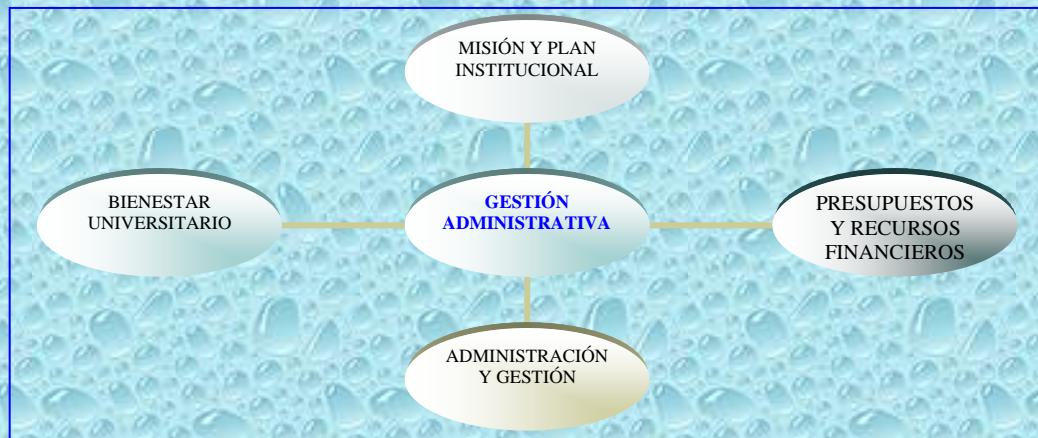 MISIÓN Y PLAN
INSTITUCIONAL
BIENESTAR
UNIVERSITARIO
GESTIÓN
ADMINISTRATIVA
PRESUPUESTOS
Y RECURSOS
FINANCIEROS
ADMINISTRACIÓN
Y GESTIÓN